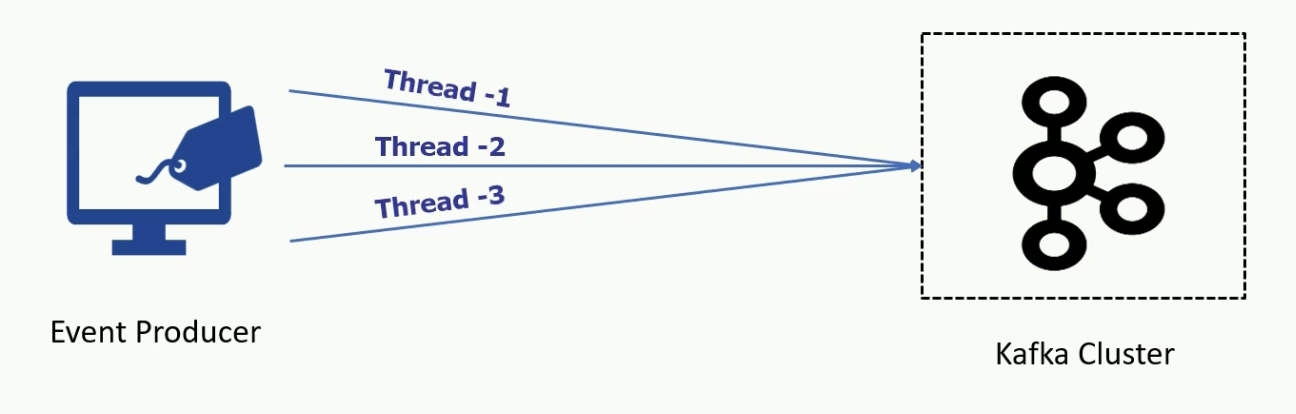 Thread -1
Thread -2
Thread -3
Event Producer
Kafka Cluster